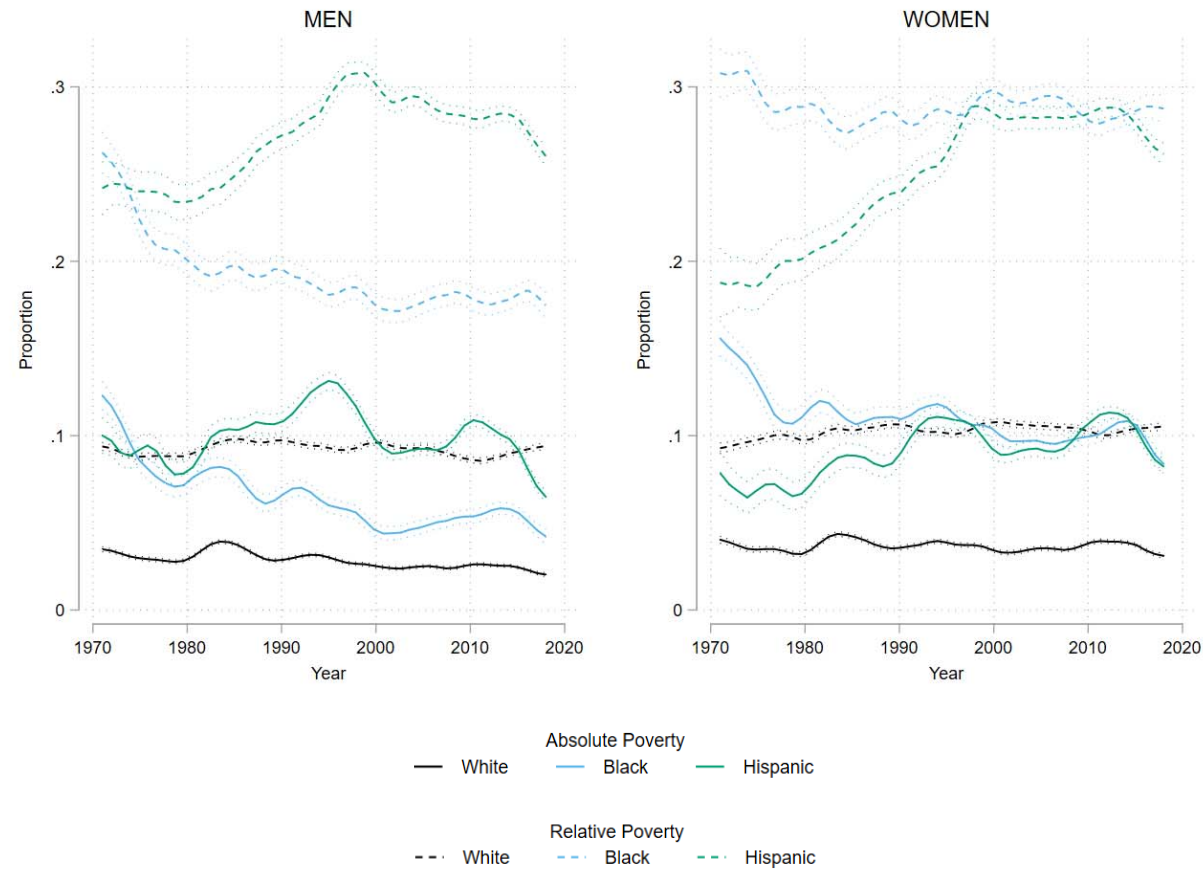 MEN
WOMEN
.3
.2
.1
0
Proportion
1970 1980 1990 2000 2010 2020
Year
.3
.2
.1
0
Proportion
1970 1980 1990 2000 2010 2020
Year
Absolute Poverty
White Black Hispanic
Relative Poverty
White Black Hispanic